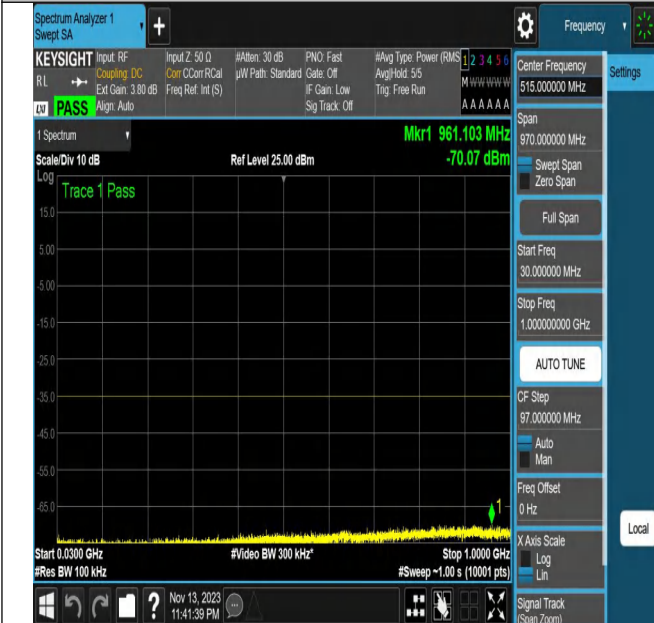 Spectrum Analyzer 1
Swept SA
+
Frequency
KEYSIGHT
RL
LXI
PASS
Input: RF
Coupling: DC
Ext Gain: 3.80 dB
Align: Auto
Input Z: 50 Ω
Corr CCorr RCal
Freq Ref: Int (S)
#Atten: 30 dB
µW Path: Standard
PNO: Fast
Gate: Off
IF Gain: Low
Sig Track: Off
#Avg Type: Power (RMS
Avg|Hold: 5/5
Trig: Free Run
1 2 3 4 5 6
M W W W W W
A A A A A A
1 Spectrum
Scale/Div 10 dB
Ref Level 25.00 dBm
Mkr1 961.103 MHz
-70.07 dBm
Log
Trace 1 Pass
15.0
5.00
-5.00
-15.0
-25.0
-35.0
-45.0
-55.0
-65.0
1
Start 0.0300 GHz
#Video BW 300 kHz*
Stop 1.0000 GHz
#Res BW 100 kHz
#Sweep ~1.00 s (10001 pts)
?
Nov 13, 2023
11:41:39 PM
Center Frequency
515.000000 MHz
Span
970.000000 MHz
Swept Span
Zero Span
Full Span
Start Freq
30.000000 MHz
Stop Freq
1.000000000 GHz
AUTO TUNE
CF Step
97.000000 MHz
Auto
Man
Freq Offset
0 Hz
X Axis Scale
Log
Lin
Signal Track
(Span Zoom)
Settings
Local